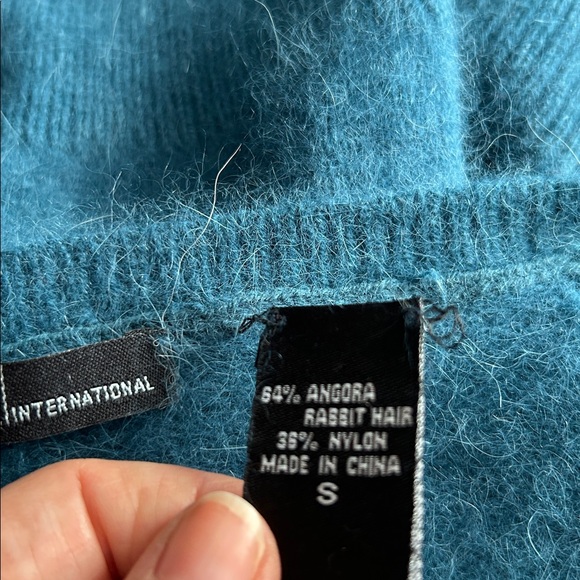 INTERNATIONAL
64% ANGORA
RABBIT HAIR
36% NYLON
MADE IN CHINA
S